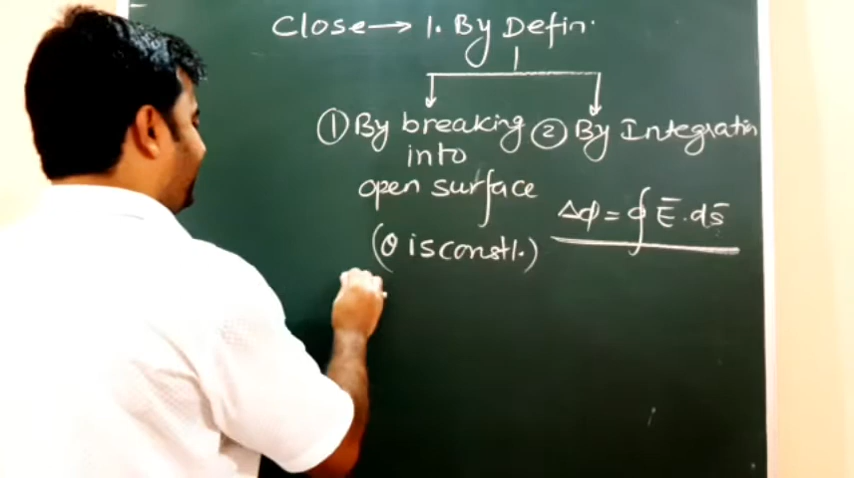 Close → 1. By Defin.
① By breaking
into
open surface
(θ is constt.)
② By Integratin
Δφ = ∮ E̅ . ds̅